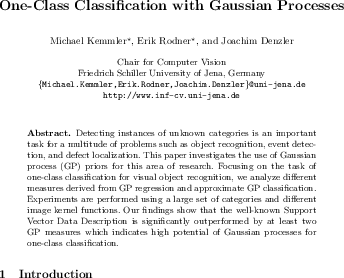 One-Class Classification with Gaussian Processes
Michael Kemmler*, Erik Rodner*, and Joachim Denzler
Chair for Computer Vision
Friedrich Schiller University of Jena, Germany
{Michael.Kemmler,Erik.Rodner,Joachim.Denzler}@uni-jena.de
http://www.inf-cv.uni-jena.de
Abstract. Detecting instances of unknown categories is an important
task for a multitude of problems such as object recognition, event detec-
tion, and defect localization. This paper investigates the use of Gaussian
process (GP) priors for this area of research. Focusing on the task of
one-class classification for visual object recognition, we analyze different
measures derived from GP regression and approximate GP classification.
Experiments are performed using a large set of categories and different
image kernel functions. Our findings show that the well-known Support
Vector Data Description is significantly outperformed by at least two
GP measures which indicates high potential of Gaussian processes for
one-class classification.
1 Introduction